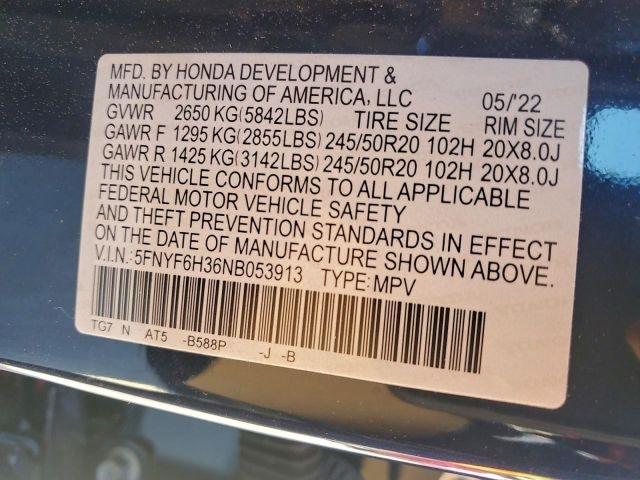 MFD. BY HONDA DEVELOPMENT &
MANUFACTURING OF AMERICA, LLC 05/'22
GVWR 2650 KG(5842LBS) TIRE SIZE RIM SIZE
GAWR F 1295 KG(2855LBS) 245/50R20 102H 20X8.0J
GAWR R 1425 KG(3142LBS) 245/50R20 102H 20X8.0J
THIS VEHICLE CONFORMS TO ALL APPLICABLE
FEDERAL MOTOR VEHICLE SAFETY
AND THEFT PREVENTION STANDARDS IN EFFECT
ON THE DATE OF MANUFACTURE SHOWN ABOVE.
V.I.N.:5FNYF6H36NB053913 TYPE:MPV
TG7 N AT5 -B588P -J -B